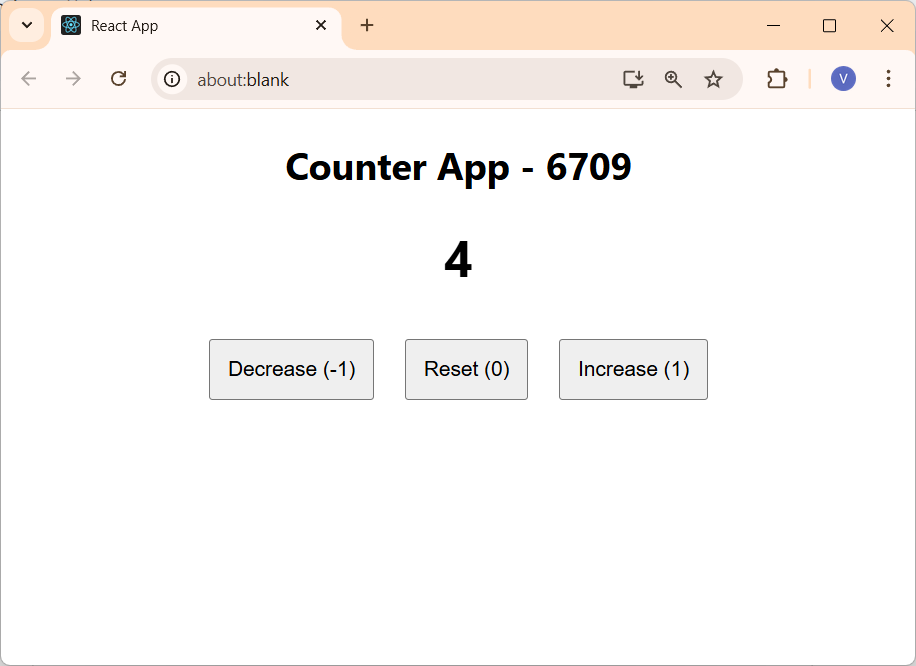 React App
about:blank
V
Counter App - 6709
4
Decrease (-1) Reset (0) Increase (1)